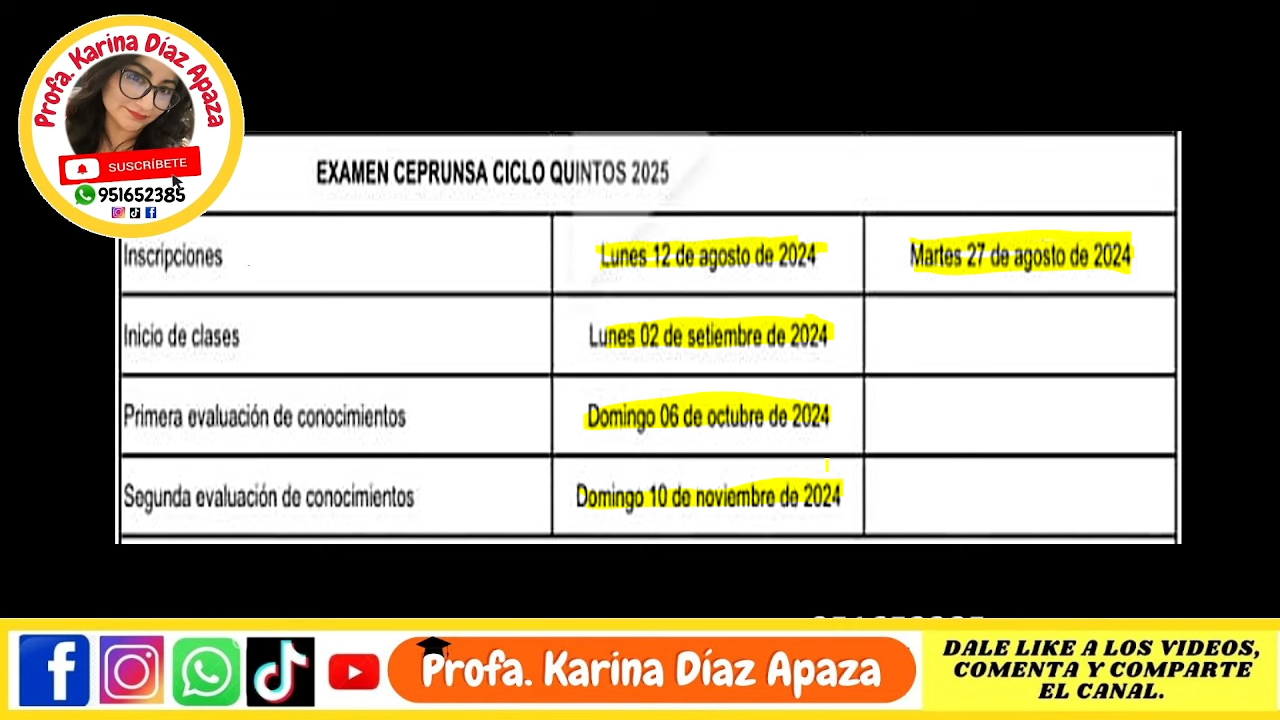 Profa. Karina Díaz Apaza
SUSCRÍBETE
951652385
EXAMEN CEPRUNSA CICLO QUINTOS 2025
Inscripciones Lunes 12 de agosto de 2024 Martes 27 de agosto de 2024
Inicio de clases Lunes 02 de setiembre de 2024
Primera evaluación de conocimientos Domingo 06 de octubre de 2024
Segunda evaluación de conocimientos Domingo 10 de noviembre de 2024
Profa. Karina Díaz Apaza
DALE LIKE A LOS VIDEOS,
COMENTA Y COMPARTE
EL CANAL.